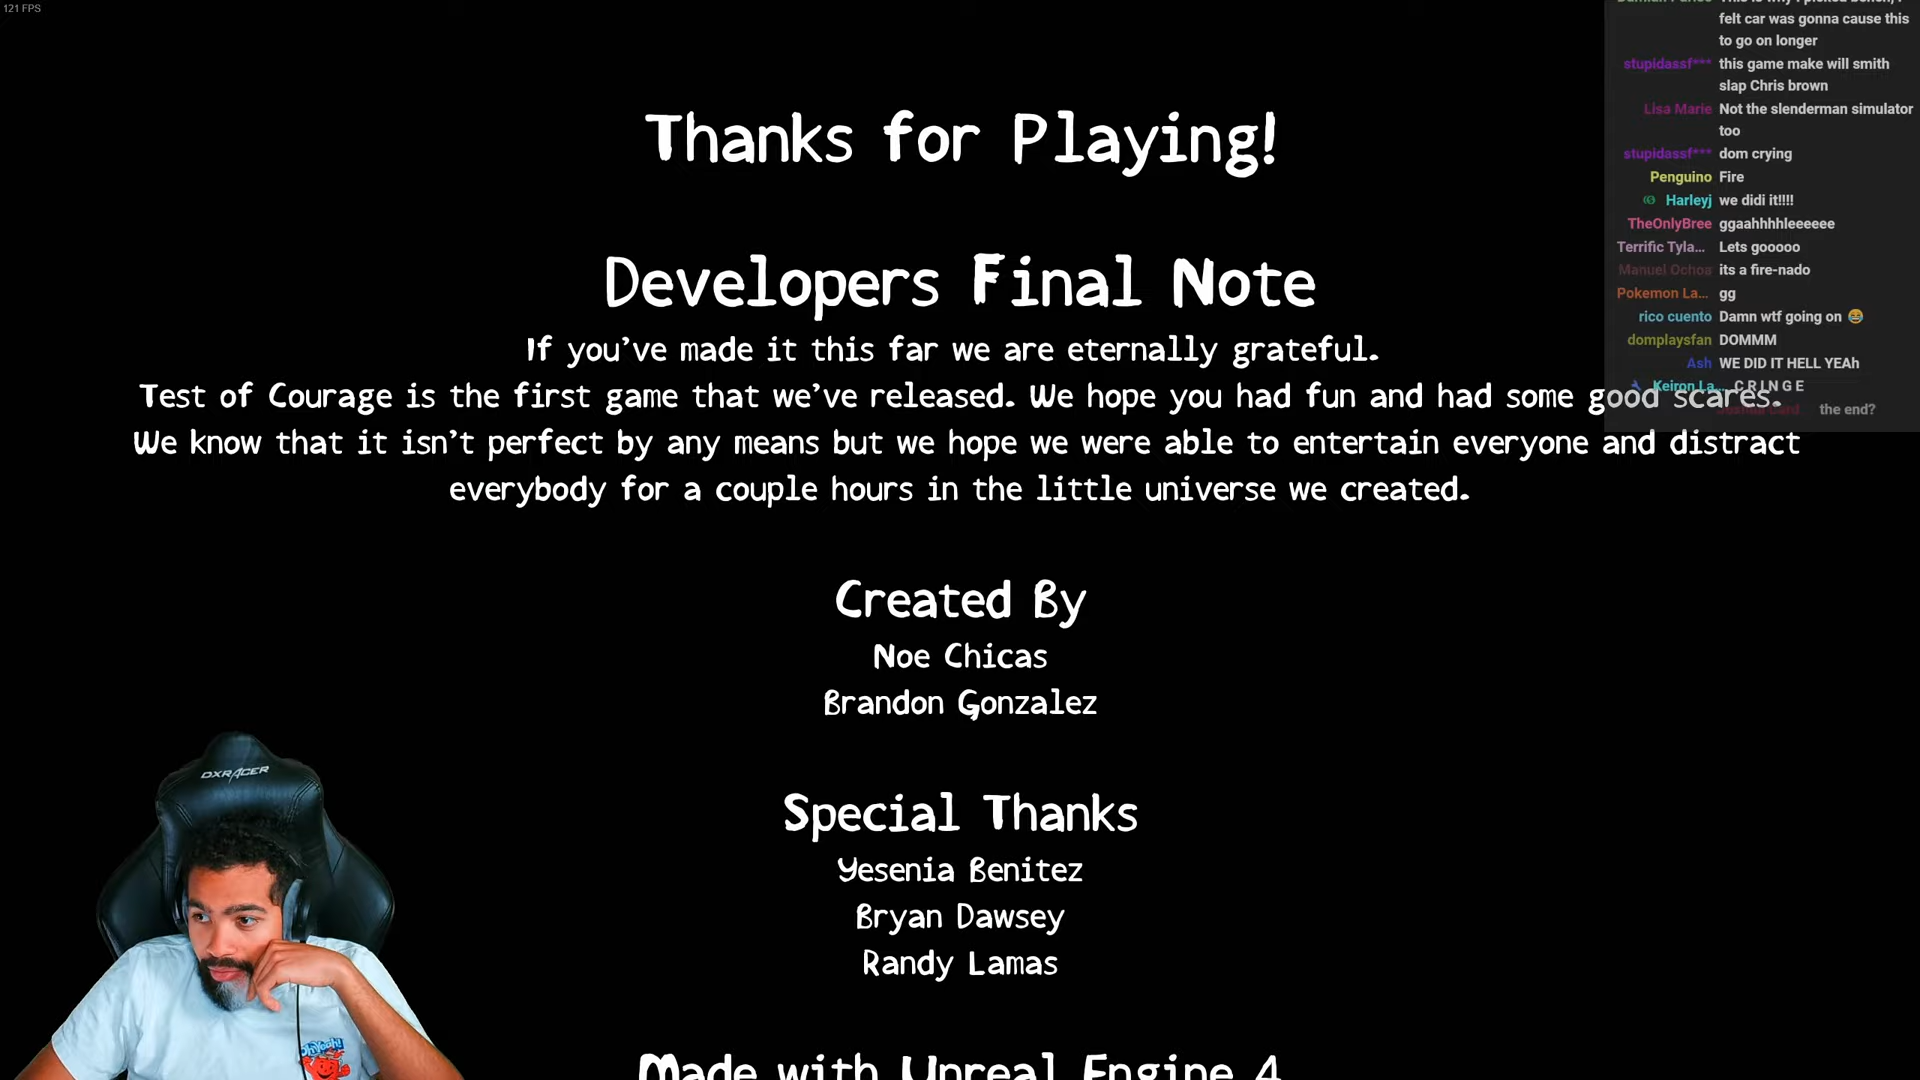 121 FPS
felt car was gonna cause this
to go on longer
stupidassf*** this game make will smith
slap Chris brown
Lisa Marie Not the slenderman simulator
too
stupidassf*** dom crying
Penguino Fire
Harleyj we didi it!!!!
TheOnlyBree ggaahhhhleeeeee
Terrific Tyla... Lets gooooo
Manuel Ochoa its a fire-nado
Pokemon La... gg
rico cuento Damn wtf going on 😂
domplaysfan DOMMM
Ash WE DID IT HELL YEAh
Keiron La... C R I N G E
the end?
Thanks for Playing!
Developers Final Note
If you've made it this far we are eternally grateful.
Test of Courage is the first game that we've released. We hope you had fun and had some good scares.
We know that it isn't perfect by any means but we hope we were able to entertain everyone and distract
everybody for a couple hours in the little universe we created.
Created By
Noe Chicas
Brandon Gonzalez
Special Thanks
Yesenia Benitez
Bryan Dawsey
Randy Lamas
Made with Unreal Engine 4
DXRACER
OhYeah!